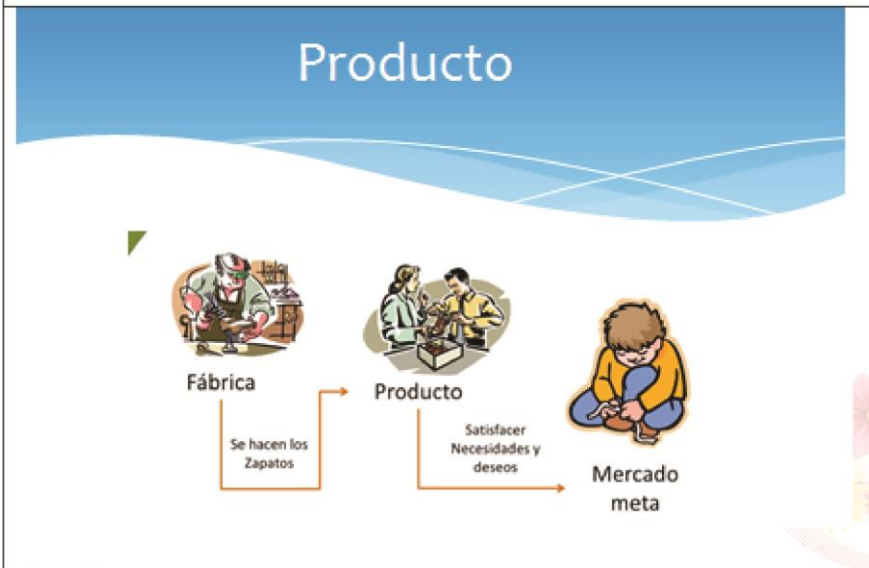 Producto
Fábrica
Se hacen los
Zapatos
Producto
Satisfacer
Necesidades y
deseos
Mercado
meta